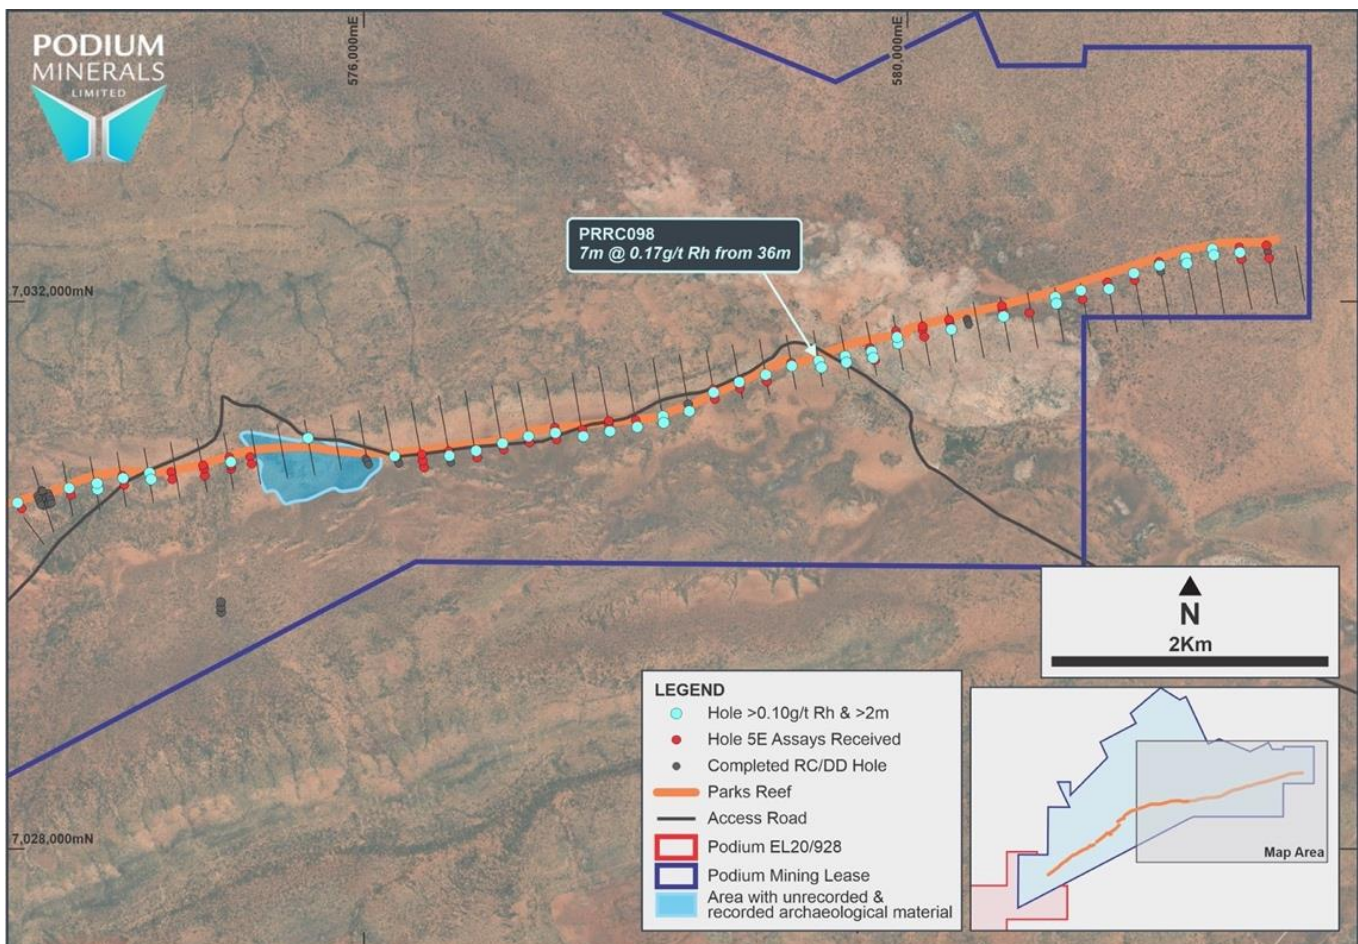 PODIUM
MINERALS
LIMITED
576,000mE
580,000mE
PRRC098
7m @ 0.17g/t Rh from 36m
7,032,000mN
7,028,000mN
N
2Km
LEGEND
Hole >0.10g/t Rh & >2m
Hole 5E Assays Received
Completed RC/DD Hole
Parks Reef
Access Road
Podium EL20/928
Podium Mining Lease
Area with unrecorded &
recorded archaeological material
Map Area